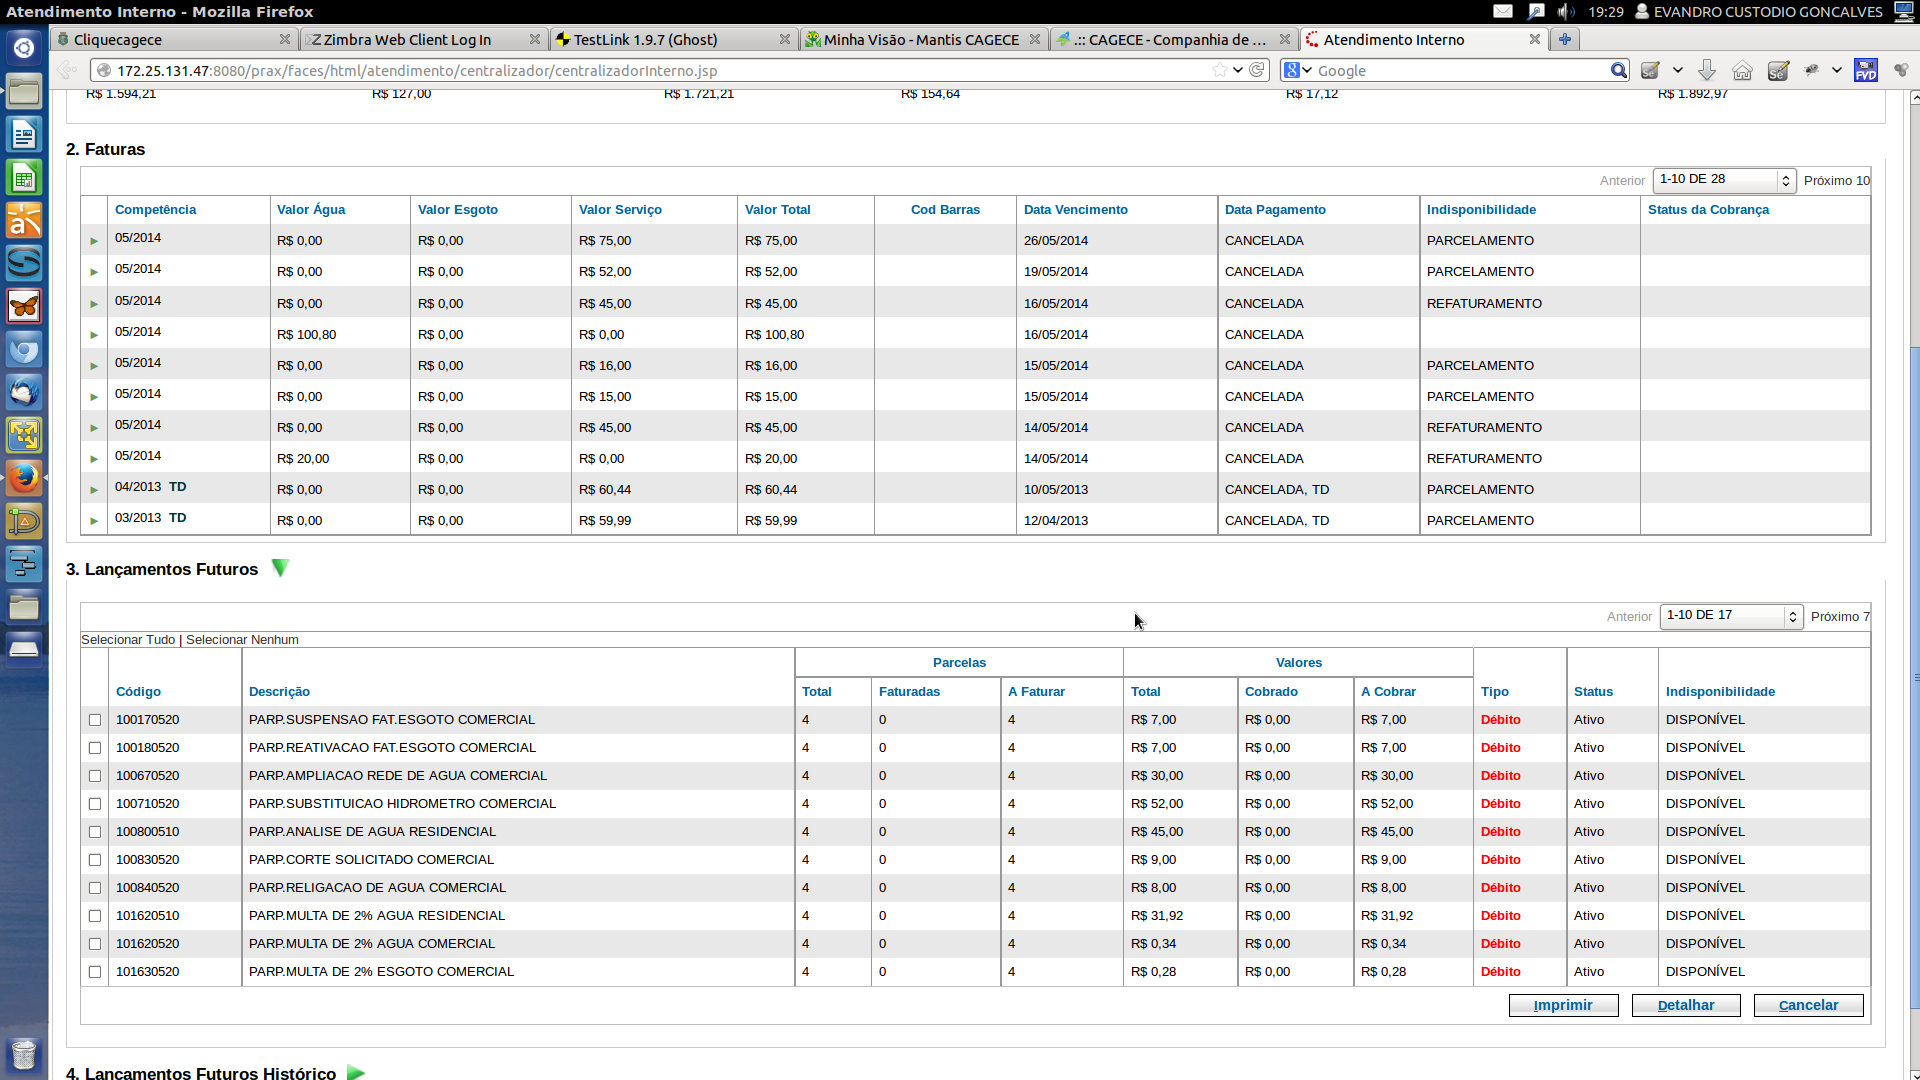 Atendimento Interno - Mozilla Firefox 19:29 EVANDRO CUSTODIO GONCALVES
Cliquecagece Zimbra Web Client Log In TestLink 1.9.7 (Ghost) Minha Visão - Mantis CAGECE .:: CAGECE - Companhia de ... Atendimento Interno
172.25.131.47:8080/prax/faces/html/atendimento/centralizador/centralizadorInterno.jsp Google FVD
R$ 1.594,21 R$ 127,00 R$ 1.721,21 R$ 154,64 R$ 17,12 R$ 1.892,97
2. Faturas
Anterior 1-10 DE 28 Próximo 10
Competência Valor Água Valor Esgoto Valor Serviço Valor Total Cod Barras Data Vencimento Data Pagamento Indisponibilidade Status da Cobrança
05/2014 R$ 0,00 R$ 0,00 R$ 75,00 R$ 75,00 26/05/2014 CANCELADA PARCELAMENTO
05/2014 R$ 0,00 R$ 0,00 R$ 52,00 R$ 52,00 19/05/2014 CANCELADA PARCELAMENTO
05/2014 R$ 0,00 R$ 0,00 R$ 45,00 R$ 45,00 16/05/2014 CANCELADA REFATURAMENTO
05/2014 R$ 100,80 R$ 0,00 R$ 0,00 R$ 100,80 16/05/2014 CANCELADA
05/2014 R$ 0,00 R$ 0,00 R$ 16,00 R$ 16,00 15/05/2014 CANCELADA PARCELAMENTO
05/2014 R$ 0,00 R$ 0,00 R$ 15,00 R$ 15,00 15/05/2014 CANCELADA PARCELAMENTO
05/2014 R$ 0,00 R$ 0,00 R$ 45,00 R$ 45,00 14/05/2014 CANCELADA REFATURAMENTO
05/2014 R$ 20,00 R$ 0,00 R$ 0,00 R$ 20,00 14/05/2014 CANCELADA REFATURAMENTO
04/2013 TD R$ 0,00 R$ 0,00 R$ 60,44 R$ 60,44 10/05/2013 CANCELADA, TD PARCELAMENTO
03/2013 TD R$ 0,00 R$ 0,00 R$ 59,99 R$ 59,99 12/04/2013 CANCELADA, TD PARCELAMENTO
3. Lançamentos Futuros
Anterior 1-10 DE 17 Próximo 7
Selecionar Tudo | Selecionar Nenhum
Parcelas Valores
Código Descrição Total Faturadas A Faturar Total Cobrado A Cobrar Tipo Status Indisponibilidade
100170520 PARP.SUSPENSAO FAT.ESGOTO COMERCIAL 4 0 4 R$ 7,00 R$ 0,00 R$ 7,00 Débito Ativo DISPONÍVEL
100180520 PARP.REATIVACAO FAT.ESGOTO COMERCIAL 4 0 4 R$ 7,00 R$ 0,00 R$ 7,00 Débito Ativo DISPONÍVEL
100670520 PARP.AMPLIACAO REDE DE AGUA COMERCIAL 4 0 4 R$ 30,00 R$ 0,00 R$ 30,00 Débito Ativo DISPONÍVEL
100710520 PARP.SUBSTITUICAO HIDROMETRO COMERCIAL 4 0 4 R$ 52,00 R$ 0,00 R$ 52,00 Débito Ativo DISPONÍVEL
100800510 PARP.ANALISE DE AGUA RESIDENCIAL 4 0 4 R$ 45,00 R$ 0,00 R$ 45,00 Débito Ativo DISPONÍVEL
100830520 PARP.CORTE SOLICITADO COMERCIAL 4 0 4 R$ 9,00 R$ 0,00 R$ 9,00 Débito Ativo DISPONÍVEL
100840520 PARP.RELIGACAO DE AGUA COMERCIAL 4 0 4 R$ 8,00 R$ 0,00 R$ 8,00 Débito Ativo DISPONÍVEL
101620510 PARP.MULTA DE 2% AGUA RESIDENCIAL 4 0 4 R$ 31,92 R$ 0,00 R$ 31,92 Débito Ativo DISPONÍVEL
101620520 PARP.MULTA DE 2% AGUA COMERCIAL 4 0 4 R$ 0,34 R$ 0,00 R$ 0,34 Débito Ativo DISPONÍVEL
101630520 PARP.MULTA DE 2% ESGOTO COMERCIAL 4 0 4 R$ 0,28 R$ 0,00 R$ 0,28 Débito Ativo DISPONÍVEL
Imprimir Detalhar Cancelar
4. Lançamentos Futuros Histórico